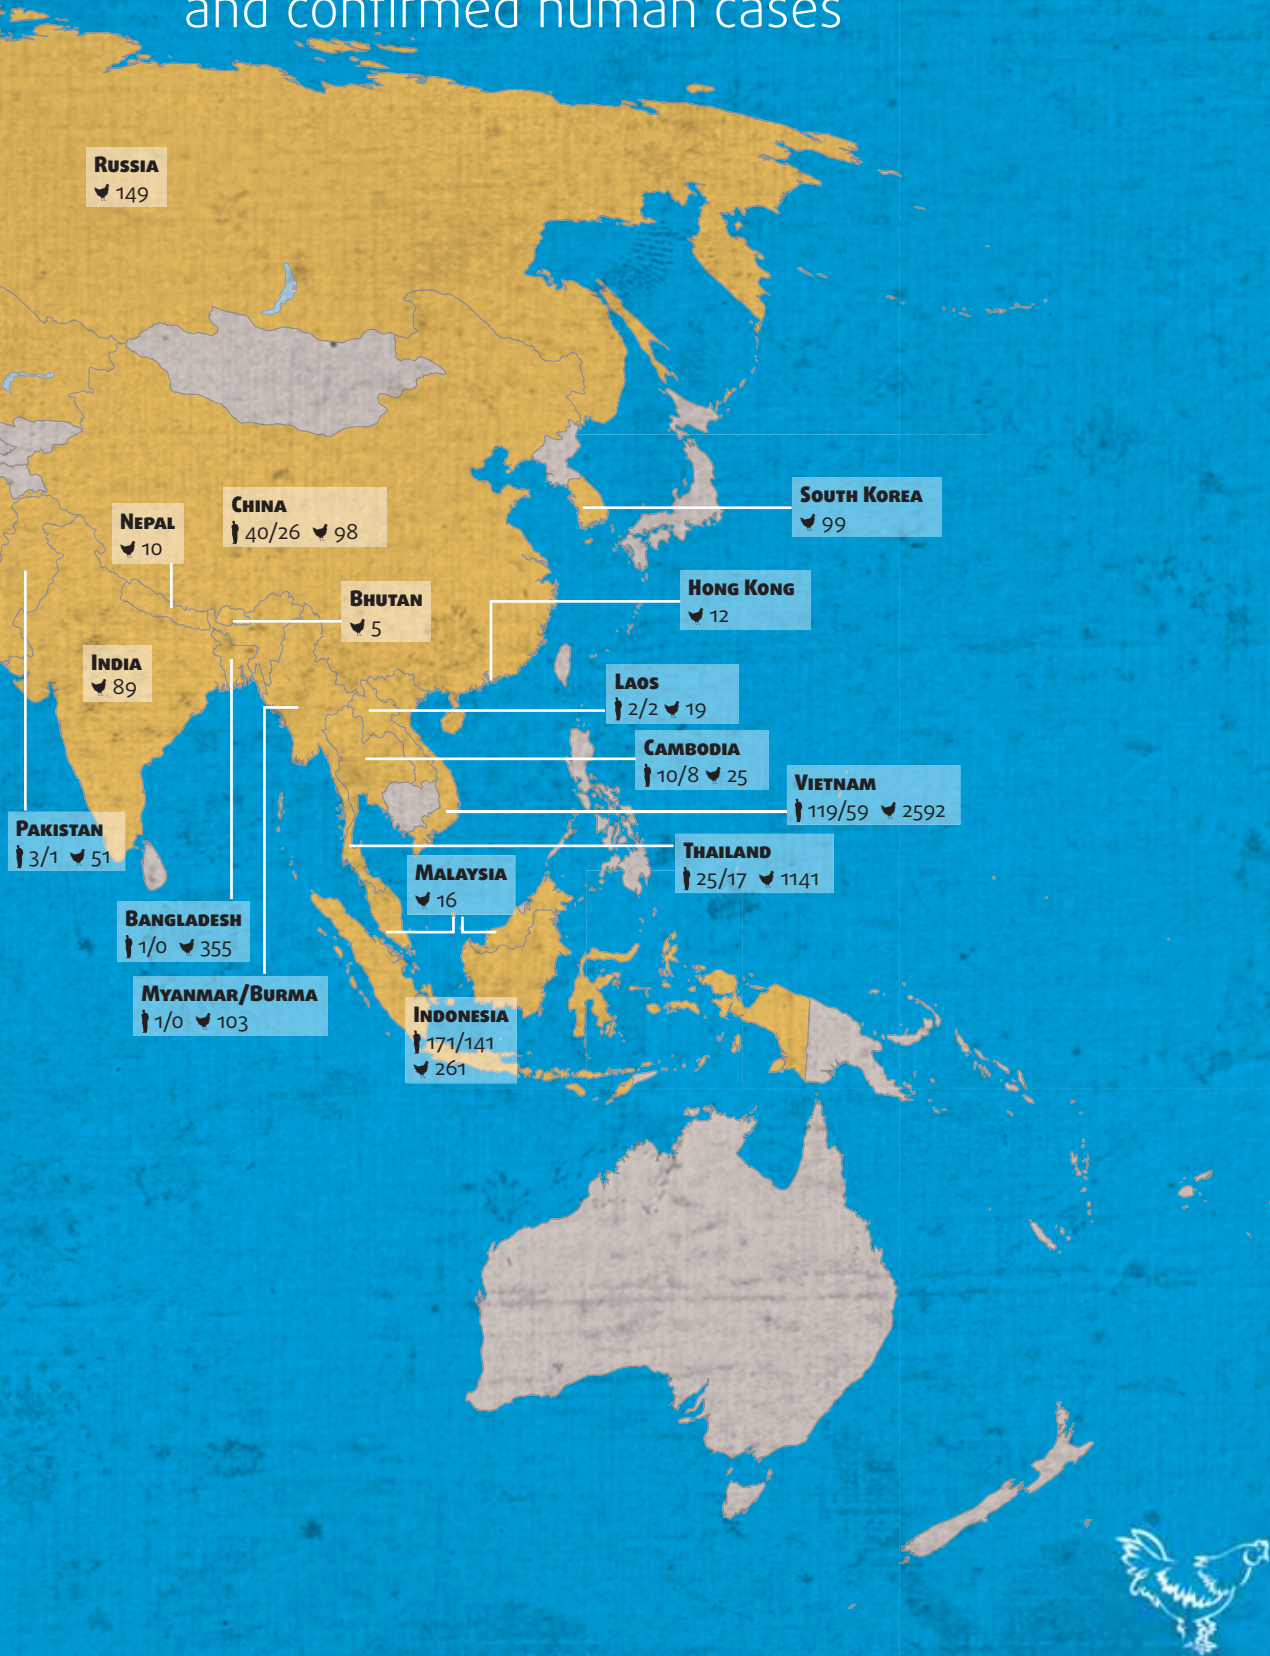 and confirmed human cases
RUSSIA
149
SOUTH KOREA
99
CHINA
40/26 98
NEPAL
10
HONG KONG
12
BHUTAN
5
INDIA
89
LAOS
2/2 19
CAMBODIA
10/8 25
VIETNAM
119/59 2592
PAKISTAN
3/1 51
THAILAND
25/17 1141
MALAYSIA
16
BANGLADESH
1/0 355
MYANMAR/BURMA
1/0 103
INDONESIA
171/141
261